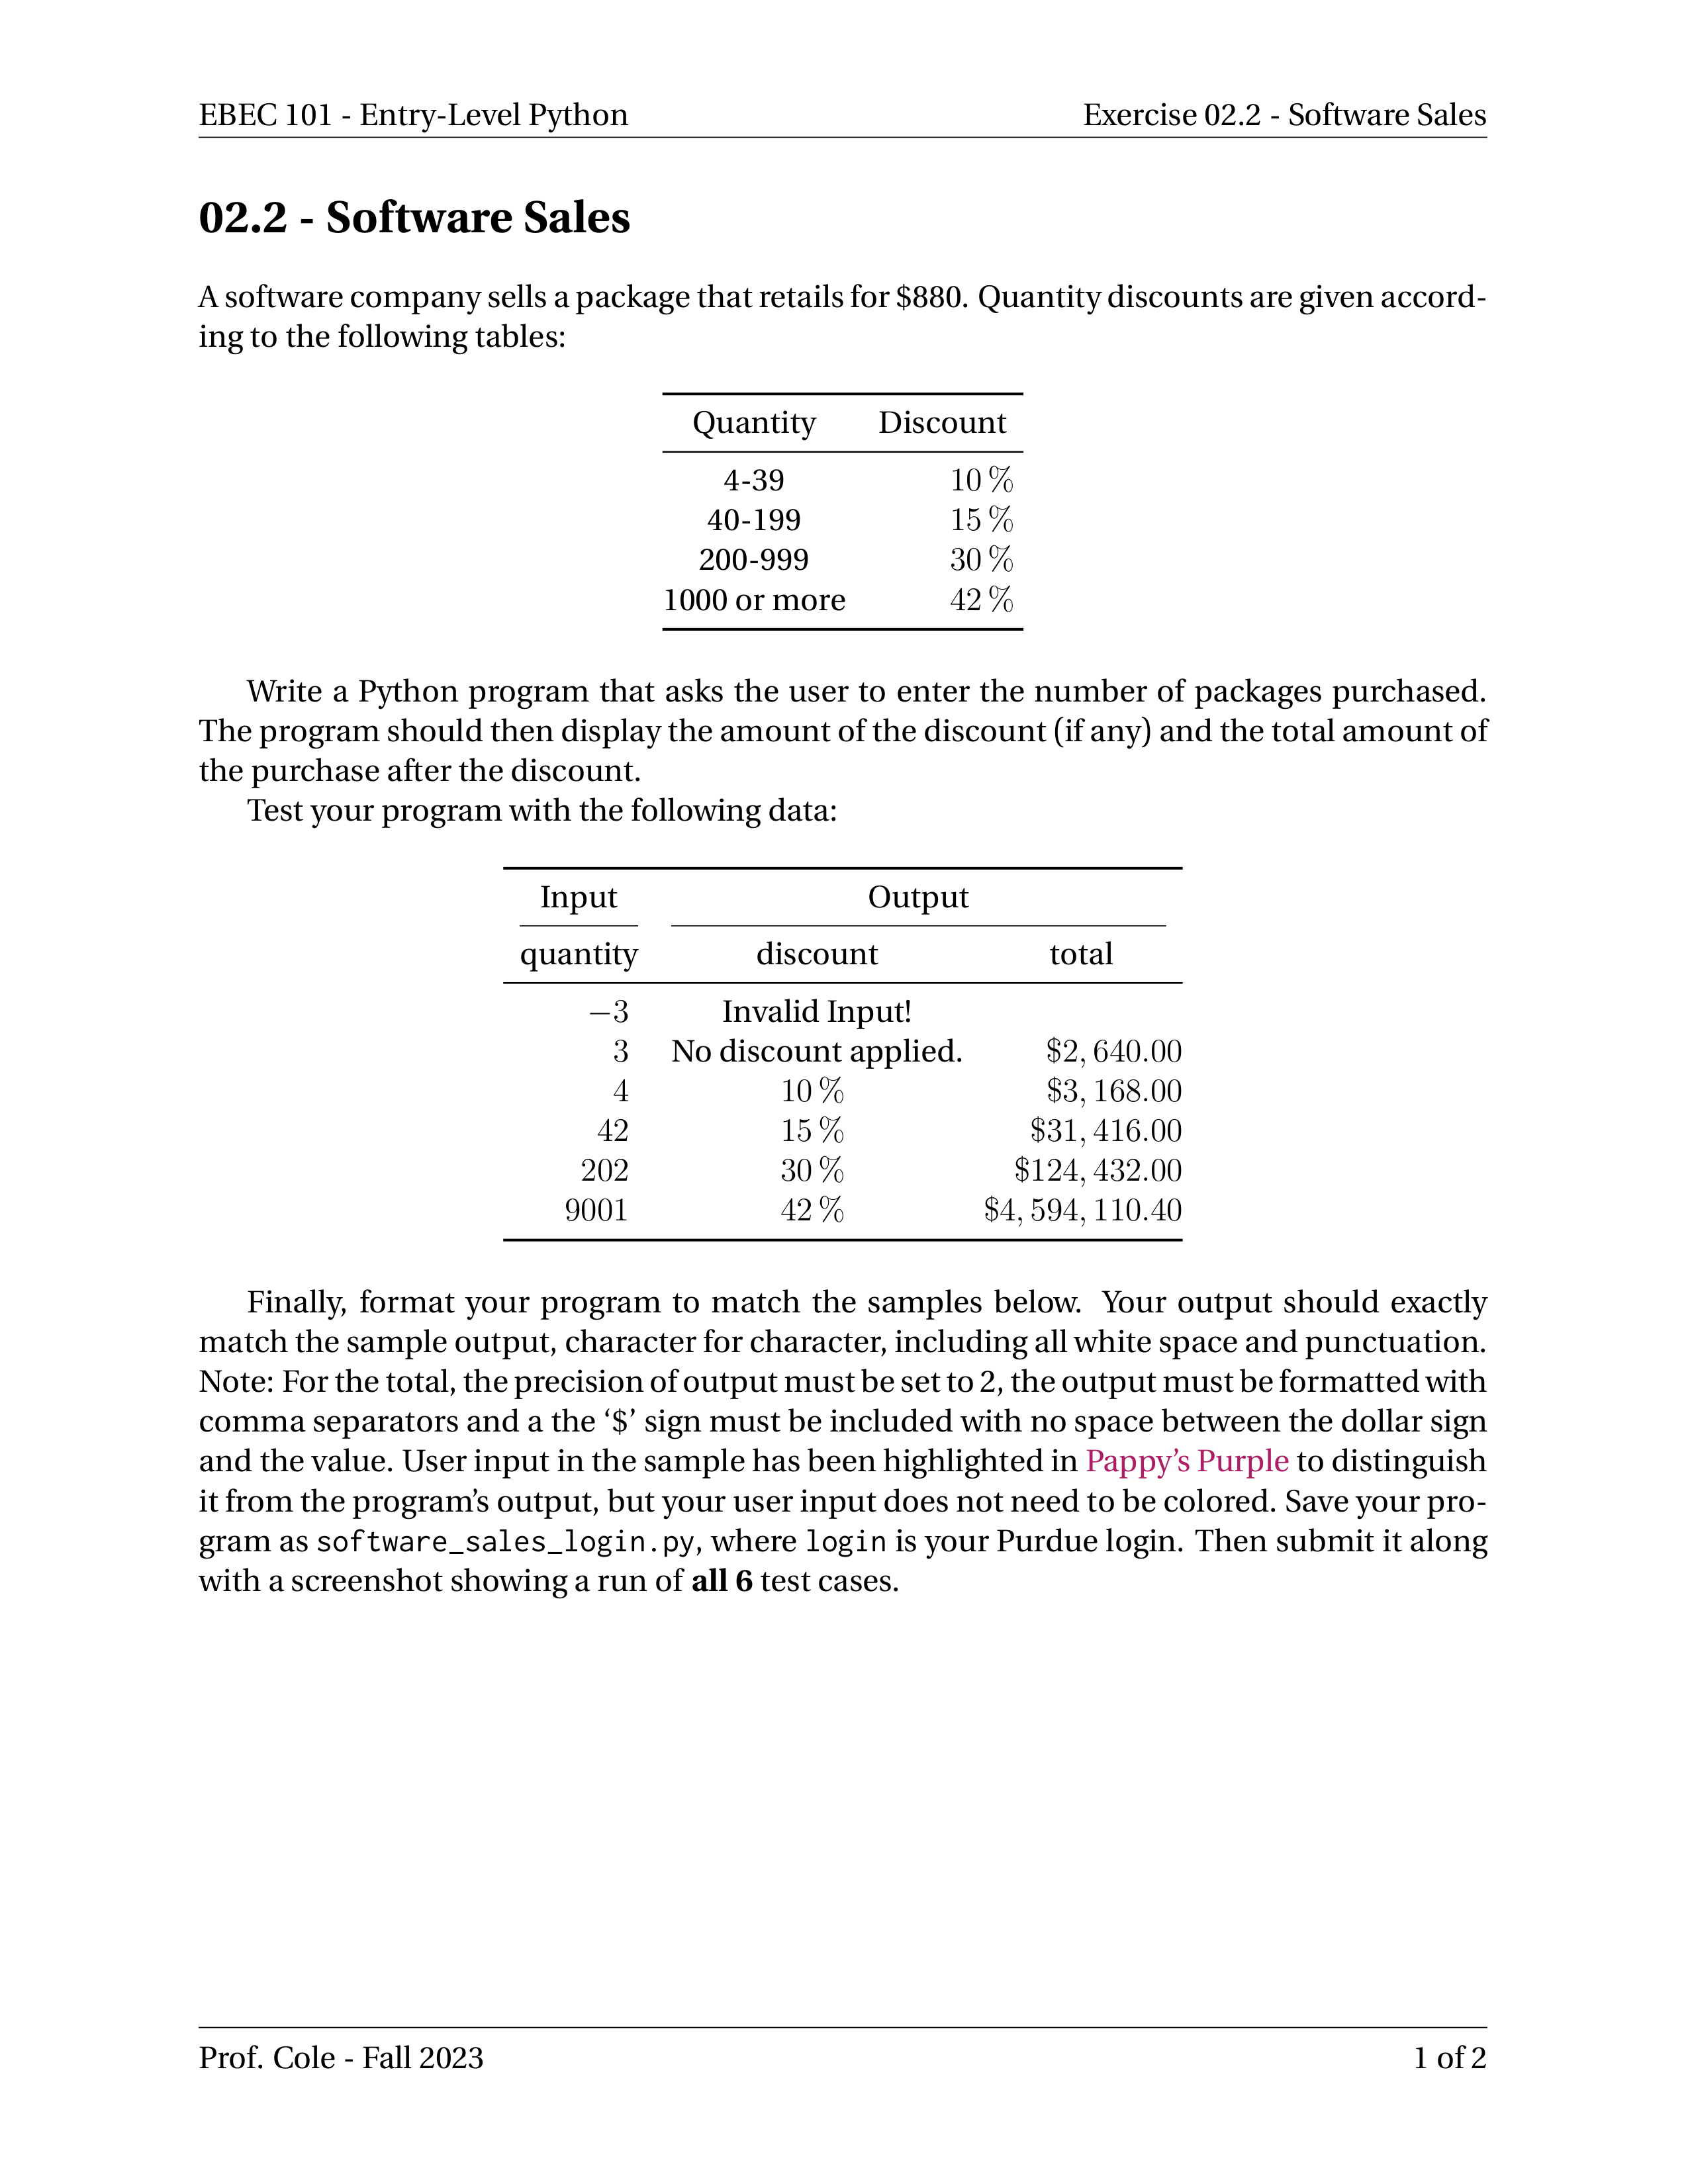 EBEC 101 - Entry-Level Python Exercise 02.2 - Software Sales
02.2 - Software Sales
A software company sells a package that retails for $880. Quantity discounts are given accord-
ing to the following tables:
Quantity Discount
4-39 10 %
40-199 15 %
200-999 30 %
1000 or more 42 %
Write a Python program that asks the user to enter the number of packages purchased.
The program should then display the amount of the discount (if any) and the total amount of
the purchase after the discount.
Test your program with the following data:
Input Output
quantity discount total
−3 Invalid Input!
3 No discount applied. $2, 640.00
4 10 % $3, 168.00
42 15 % $31, 416.00
202 30 % $124, 432.00
9001 42 % $4, 594, 110.40
Finally, format your program to match the samples below. Your output should exactly
match the sample output, character for character, including all white space and punctuation.
Note: For the total, the precision of output must be set to 2, the output must be formatted with
comma separators and a the ‘$’ sign must be included with no space between the dollar sign
and the value. User input in the sample has been highlighted in Pappy’s Purple to distinguish
it from the program’s output, but your user input does not need to be colored. Save your pro-
gram as software_sales_login.py, where login is your Purdue login. Then submit it along
with a screenshot showing a run of all 6 test cases.
Prof. Cole - Fall 2023 1 of 2